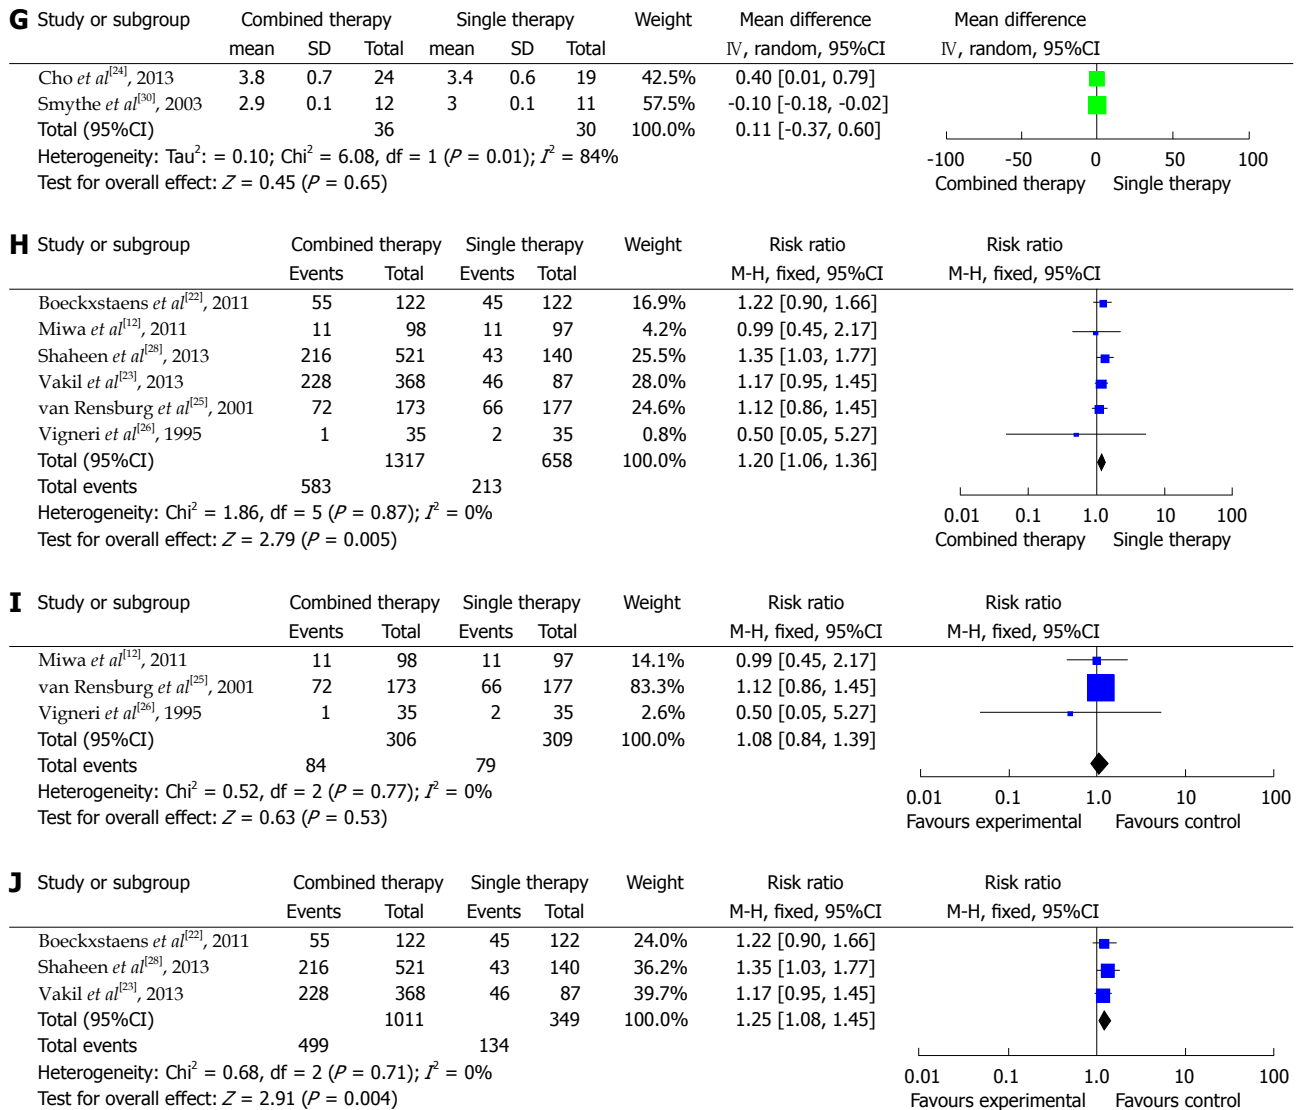 G Study or subgroup Combined therapy Single therapy Weight Mean difference Mean difference
mean SD Total mean SD Total IV, random, 95%CI IV, random, 95%CI
Cho et al[24], 2013 3.8 0.7 24 3.4 0.6 19 42.5% 0.40 [0.01, 0.79]
Smythe et al[30], 2003 2.9 0.1 12 3 0.1 11 57.5% -0.10 [-0.18, -0.02]
Total (95%CI) 36 30 100.0% 0.11 [-0.37, 0.60]
Heterogeneity: Tau²: = 0.10; Chi² = 6.08, df = 1 (P = 0.01); I² = 84%
Test for overall effect: Z = 0.45 (P = 0.65)
-100 -50 0 50 100
Combined therapy Single therapy
H Study or subgroup Combined therapy Single therapy Weight Risk ratio Risk ratio
Events Total Events Total M-H, fixed, 95%CI M-H, fixed, 95%CI
Boeckxstaens et al[22], 2011 55 122 45 122 16.9% 1.22 [0.90, 1.66]
Miwa et al[12], 2011 11 98 11 97 4.2% 0.99 [0.45, 2.17]
Shaheen et al[28], 2013 216 521 43 140 25.5% 1.35 [1.03, 1.77]
Vakil et al[23], 2013 228 368 46 87 28.0% 1.17 [0.95, 1.45]
van Rensburg et al[25], 2001 72 173 66 177 24.6% 1.12 [0.86, 1.45]
Vigneri et al[26], 1995 1 35 2 35 0.8% 0.50 [0.05, 5.27]
Total (95%CI) 1317 658 100.0% 1.20 [1.06, 1.36]
Total events 583 213
Heterogeneity: Chi² = 1.86, df = 5 (P = 0.87); I² = 0%
Test for overall effect: Z = 2.79 (P = 0.005)
0.01 0.1 1.0 10 100
Combined therapy Single therapy
I Study or subgroup Combined therapy Single therapy Weight Risk ratio Risk ratio
Events Total Events Total M-H, fixed, 95%CI M-H, fixed, 95%CI
Miwa et al[12], 2011 11 98 11 97 14.1% 0.99 [0.45, 2.17]
van Rensburg et al[25], 2001 72 173 66 177 83.3% 1.12 [0.86, 1.45]
Vigneri et al[26], 1995 1 35 2 35 2.6% 0.50 [0.05, 5.27]
Total (95%CI) 306 309 100.0% 1.08 [0.84, 1.39]
Total events 84 79
Heterogeneity: Chi² = 0.52, df = 2 (P = 0.77); I² = 0%
Test for overall effect: Z = 0.63 (P = 0.53)
0.01 0.1 1.0 10 100
Favours experimental Favours control
J Study or subgroup Combined therapy Single therapy Weight Risk ratio Risk ratio
Events Total Events Total M-H, fixed, 95%CI M-H, fixed, 95%CI
Boeckxstaens et al[22], 2011 55 122 45 122 24.0% 1.22 [0.90, 1.66]
Shaheen et al[28], 2013 216 521 43 140 36.2% 1.35 [1.03, 1.77]
Vakil et al[23], 2013 228 368 46 87 39.7% 1.17 [0.95, 1.45]
Total (95%CI) 1011 349 100.0% 1.25 [1.08, 1.45]
Total events 499 134
Heterogeneity: Chi² = 0.68, df = 2 (P = 0.71); I² = 0%
Test for overall effect: Z = 2.91 (P = 0.004)
0.01 0.1 1.0 10 100
Favours experimental Favours control